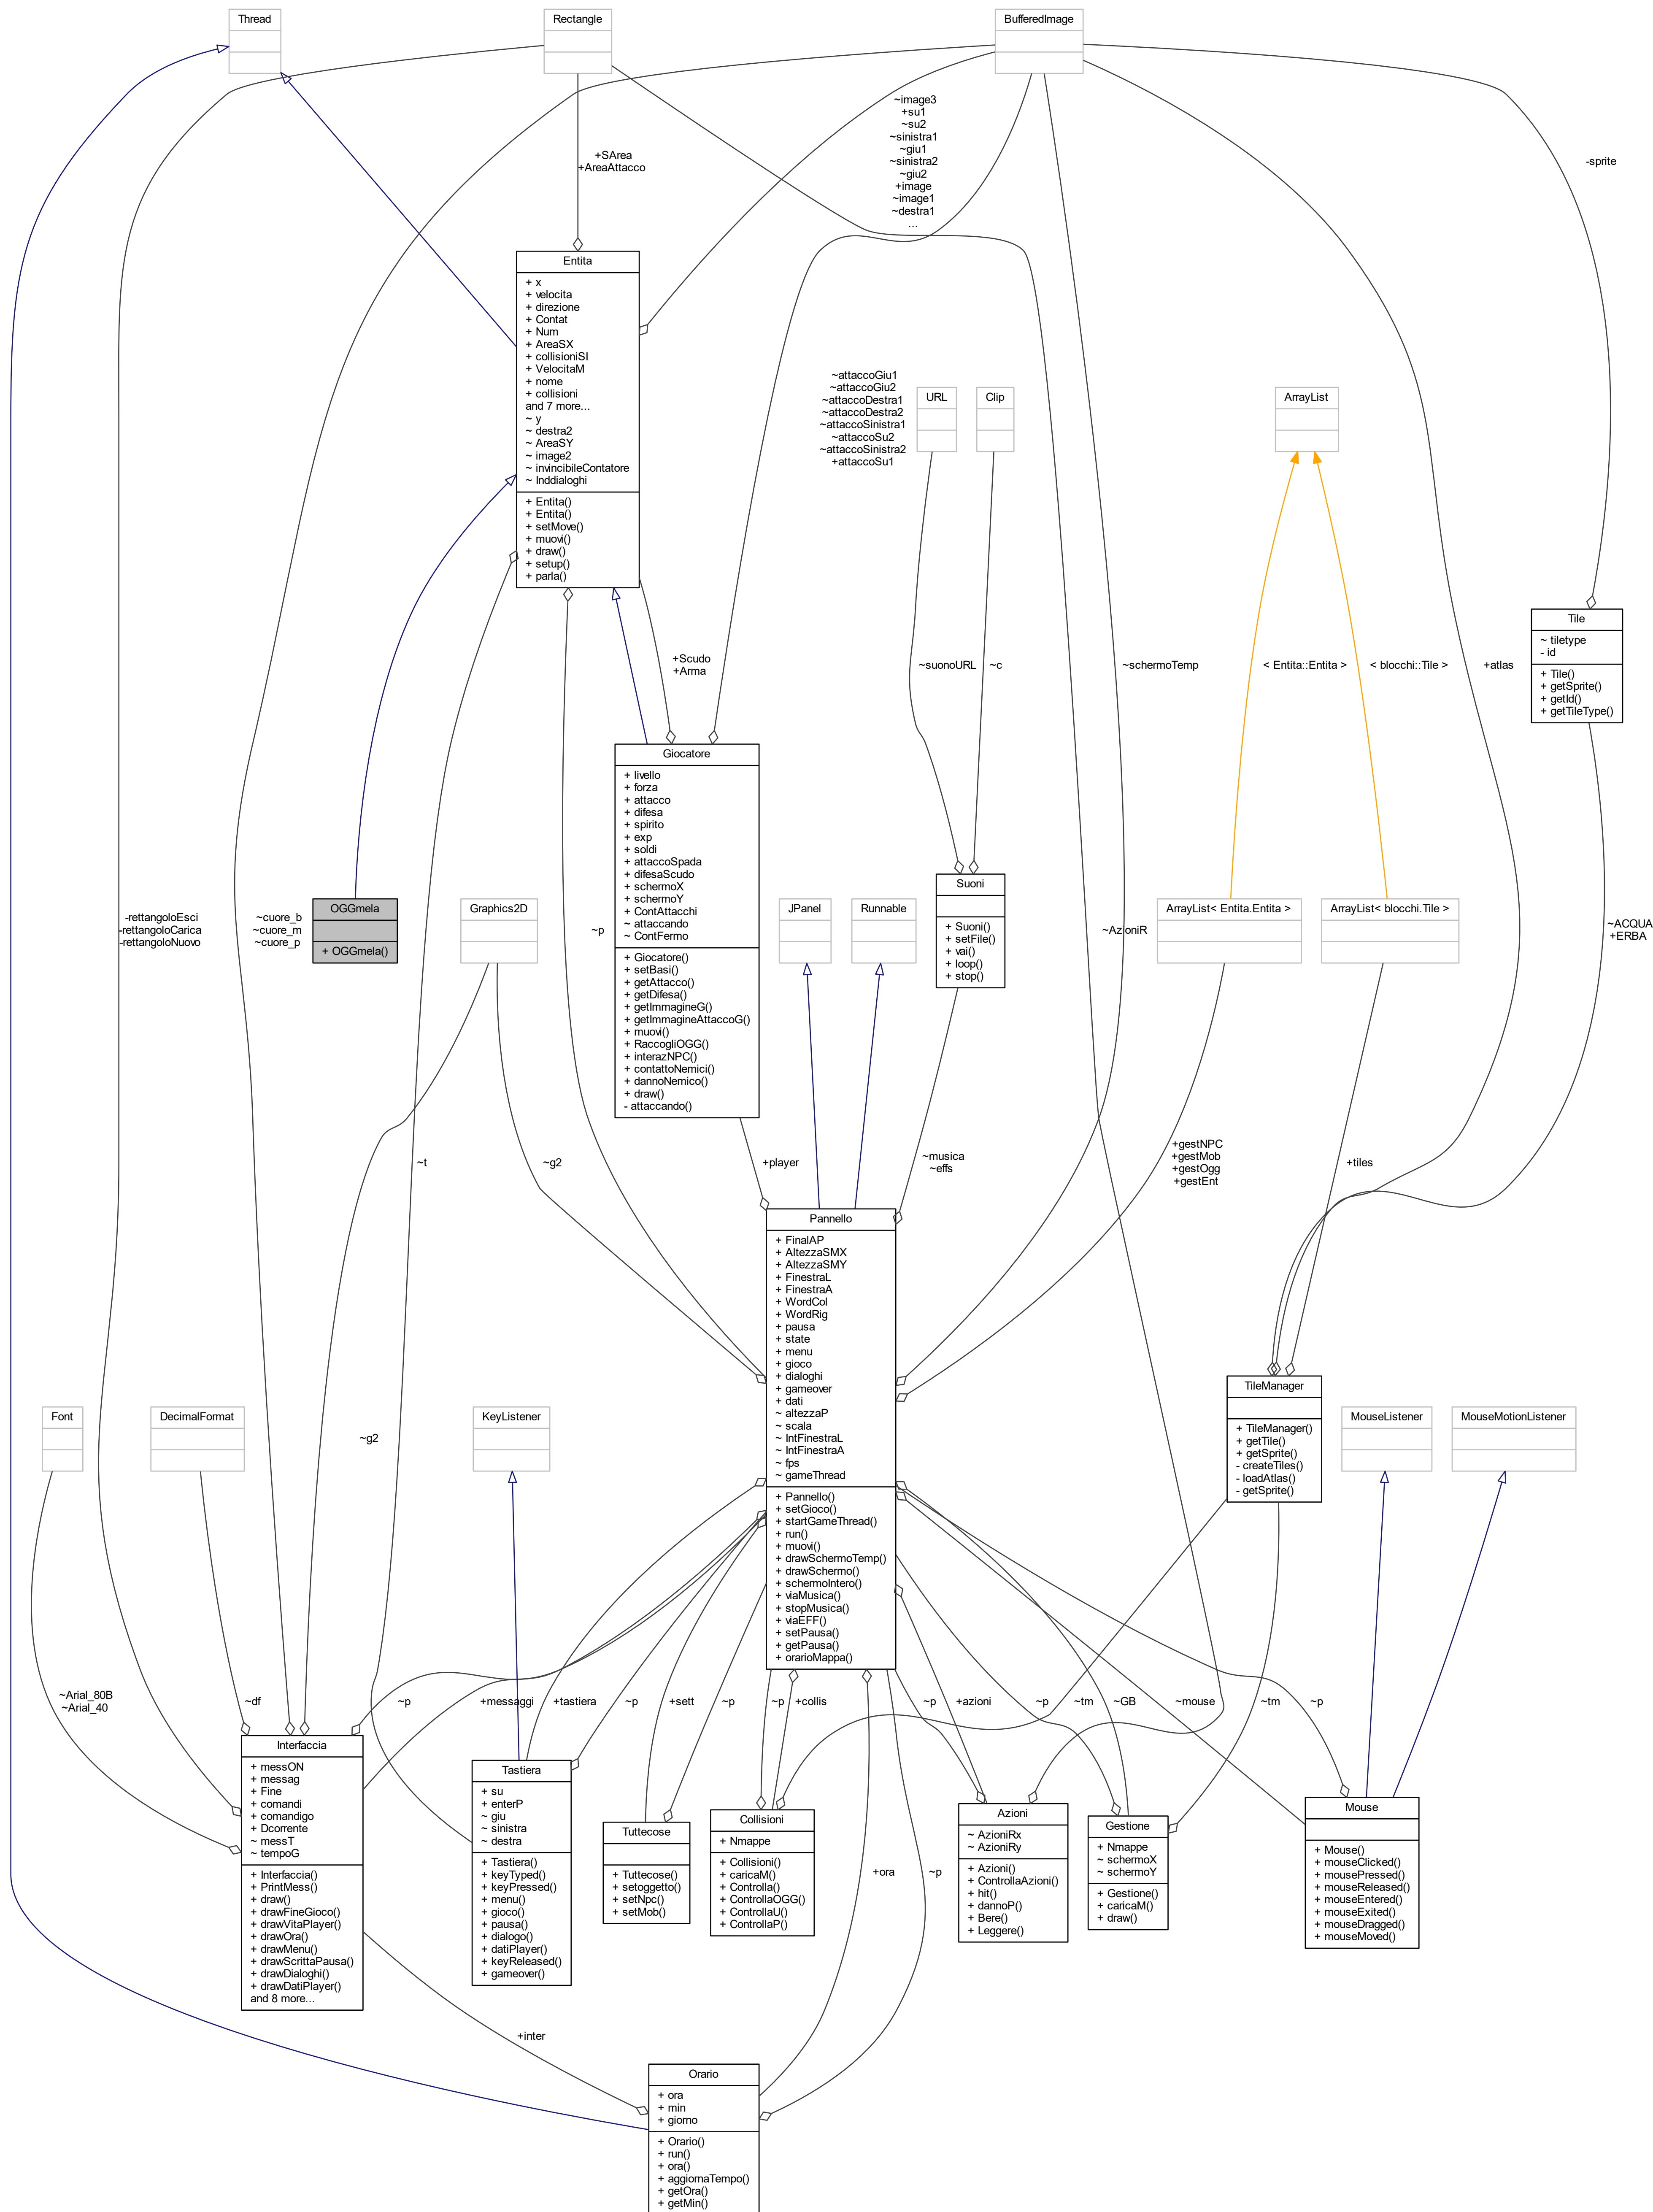 Thread
Rectangle
BufferedImage
~image3
+su1
~su2
~sinistra1
~giu1
~sinistra2
~giu2
+image
~image1
~destra1
...
+SArea
+AreaAttacco
-sprite
Entita
+ x
+ velocita
+ direzione
+ Contat
+ Num
+ AreaSX
+ collisioniSI
+ VelocitaM
+ nome
+ collisioni
and 7 more...
~ y
~ destra2
~ AreaSY
~ image2
~ invincibileContatore
~ Inddialoghi
+ Entita()
+ Entita()
+ setMove()
+ muovi()
+ draw()
+ setup()
+ parla()
~attaccoGiu1
~attaccoGiu2
~attaccoDestra1
~attaccoDestra2
~attaccoSinistra1
~attaccoSu2
~attaccoSinistra2
+attaccoSu1
URL
Clip
ArrayList
Tile
~ tiletype
- id
+ Tile()
+ getSprite()
+ getId()
+ getTileType()
+Scudo
+Arma
~suonoURL
~c
~schermoTemp
< Entita::Entita >
< blocchi::Tile >
+atlas
Giocatore
+ livello
+ forza
+ attacco
+ difesa
+ spirito
+ exp
+ soldi
+ attaccoSpada
+ difesaScudo
+ schermoX
+ schermoY
+ ContAttacchi
~ attaccando
~ ContFermo
+ Giocatore()
+ setBasi()
+ getAttacco()
+ getDifesa()
+ getImmagineG()
+ getImmagineAttaccoG()
+ muovi()
+ RaccogliOGG()
+ interazNPC()
+ contattoNemici()
+ dannoNemico()
+ draw()
- attaccando()
-rettangoloEsci
-rettangoloCarica
-rettangoloNuovo
~cuore_b
~cuore_m
~cuore_p
OGGmela
+ OGGmela()
Graphics2D
~p
JPanel
Runnable
Suoni
+ Suoni()
+ setFile()
+ vai()
+ loop()
+ stop()
~AzioniR
ArrayList< Entita.Entita >
ArrayList< blocchi.Tile >
~ACQUA
+ERBA
~t
~g2
+player
~musica
~effs
+gestNPC
+gestMob
+gestOgg
+gestEnt
+tiles
Pannello
+ FinalAP
+ AltezzaSMX
+ AltezzaSMY
+ FinestraL
+ FinestraA
+ WordCol
+ WordRig
+ pausa
+ state
+ menu
+ gioco
+ dialoghi
+ gameover
+ dati
~ altezzaP
~ scala
~ IntFinestraL
~ IntFinestraA
~ fps
~ gameThread
+ Pannello()
+ setGioco()
+ startGameThread()
+ run()
+ muovi()
+ drawSchermoTemp()
+ drawSchermo()
+ schermoIntero()
+ viaMusica()
+ stopMusica()
+ viaEFF()
+ setPausa()
+ getPausa()
+ orarioMappa()
Font
DecimalFormat
~g2
KeyListener
TileManager
+ TileManager()
+ getTile()
+ getSprite()
- createTiles()
- loadAtlas()
- getSprite()
MouseListener
MouseMotionListener
~Arial_80B
~Arial_40
~df
~p
+messaggi
+tastiera
~p
+sett
~p
~p
+collis
~p
+azioni
~p
~tm
~GB
~mouse
~tm
~p
Interfaccia
+ messON
+ messag
+ Fine
+ comandi
+ comandigo
+ Dcorrente
~ messT
~ tempoG
+ Interfaccia()
+ PrintMess()
+ draw()
+ drawFineGioco()
+ drawVitaPlayer()
+ drawOra()
+ drawMenu()
+ drawScrittaPausa()
+ drawDialoghi()
+ drawDatiPlayer()
and 8 more...
Tastiera
+ su
+ enterP
~ giu
~ sinistra
~ destra
+ Tastiera()
+ keyTyped()
+ keyPressed()
+ menu()
+ gioco()
+ pausa()
+ dialogo()
+ datiPlayer()
+ keyReleased()
+ gameover()
Tuttecose
+ Tuttecose()
+ setoggetto()
+ setNpc()
+ setMob()
Collisioni
+ Nmappe
+ Collisioni()
+ caricaM()
+ Controlla()
+ ControllaOGG()
+ ControllaU()
+ ControllaP()
Azioni
~ AzioniRx
~ AzioniRy
+ Azioni()
+ ControllaAzioni()
+ hit()
+ dannoP()
+ Bere()
+ Leggere()
Gestione
+ Nmappe
~ schermoX
~ schermoY
+ Gestione()
+ caricaM()
+ draw()
Mouse
+ Mouse()
+ mouseClicked()
+ mousePressed()
+ mouseReleased()
+ mouseEntered()
+ mouseExited()
+ mouseDragged()
+ mouseMoved()
+ora
~p
+inter
Orario
+ ora
+ min
+ giorno
+ Orario()
+ run()
+ ora()
+ aggiornaTempo()
+ getOra()
+ getMin()